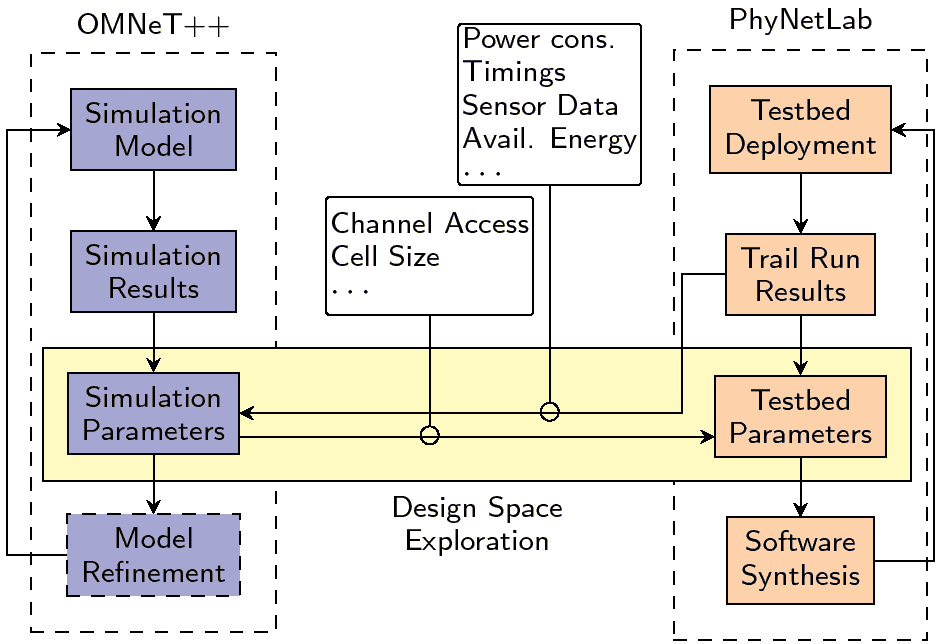 OMNeT++
Simulation
Model
Simulation
Results
Simulation
Parameters
Model
Refinement
Power cons.
Timings
Sensor Data
Avail. Energy
...
Channel Access
Cell Size
...
Design Space
Exploration
PhyNetLab
Testbed
Deployment
Trail Run
Results
Testbed
Parameters
Software
Synthesis